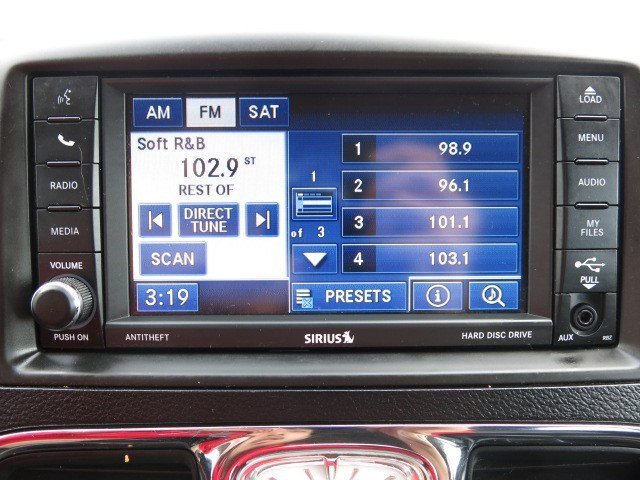 AM FM SAT
Soft R&B
102.9 ST
REST OF
DIRECT
TUNE
SCAN
3:19
1
of 3
1 98.9
2 96.1
3 101.1
4 103.1
PRESETS
i
RADIO
MEDIA
VOLUME
PUSH ON
LOAD
MENU
AUDIO
MY
FILES
PULL
AUX
RBZ
ANTITHEFT
SIRIUS
HARD DISC DRIVE